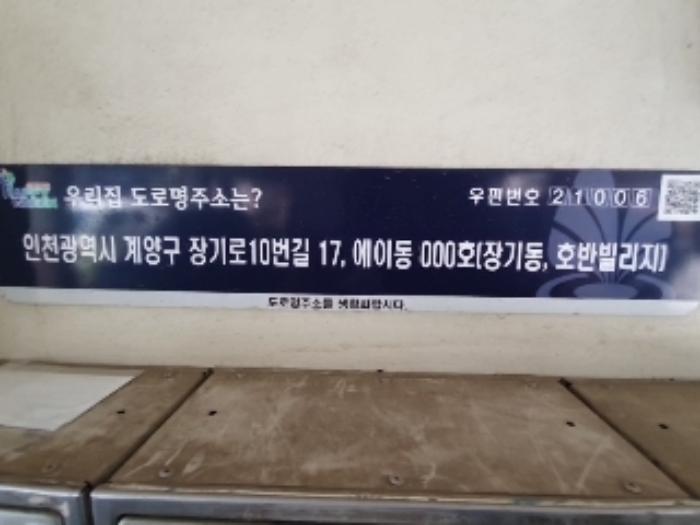 우리집 도로명주소는?
우편번호 21006
인천광역시 계양구 장기로10번길 17, 에이동 000호(장기동, 호반빌리지)
도로명주소를 생활화합시다.